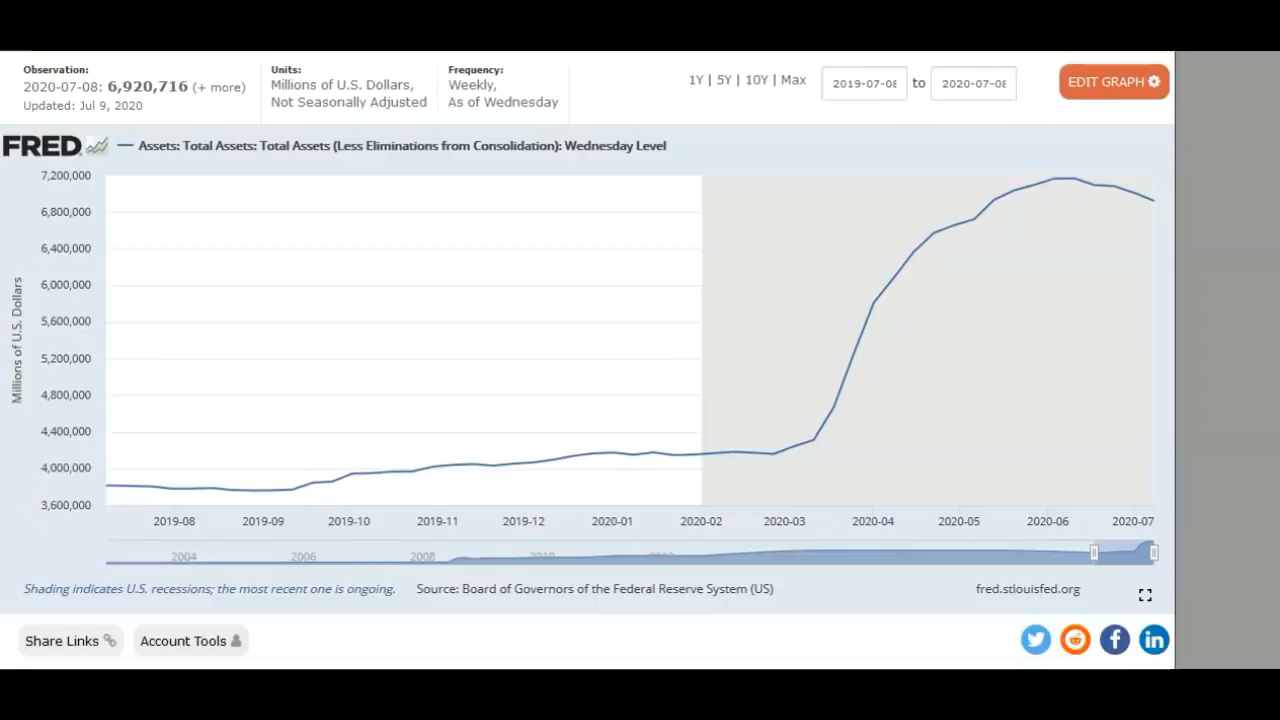 Observation:
2020-07-08: 6,920,716 (+ more)
Updated: Jul 9, 2020
Units:
Millions of U.S. Dollars,
Not Seasonally Adjusted
Frequency:
Weekly,
As of Wednesday
1Y | 5Y | 10Y | Max
2019-07-08 to 2020-07-08
EDIT GRAPH
FRED
Assets: Total Assets: Total Assets (Less Eliminations from Consolidation): Wednesday Level
Millions of U.S. Dollars
7,200,000
6,800,000
6,400,000
6,000,000
5,600,000
5,200,000
4,800,000
4,400,000
4,000,000
3,600,000
2019-08 2019-09 2019-10 2019-11 2019-12 2020-01 2020-02 2020-03 2020-04 2020-05 2020-06 2020-07
2004 2006 2008 2010
Shading indicates U.S. recessions; the most recent one is ongoing.
Source: Board of Governors of the Federal Reserve System (US)
fred.stlouisfed.org
Share Links
Account Tools